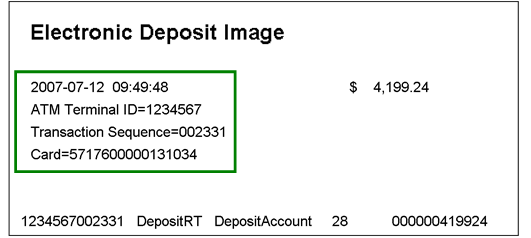 Electronic Deposit Image
2007-07-12 09:49:48 $ 4,199.24
ATM Terminal ID=1234567
Transaction Sequence=002331
Card=5717600000131034
1234567002331 DepositRT DepositAccount 28 000000419924